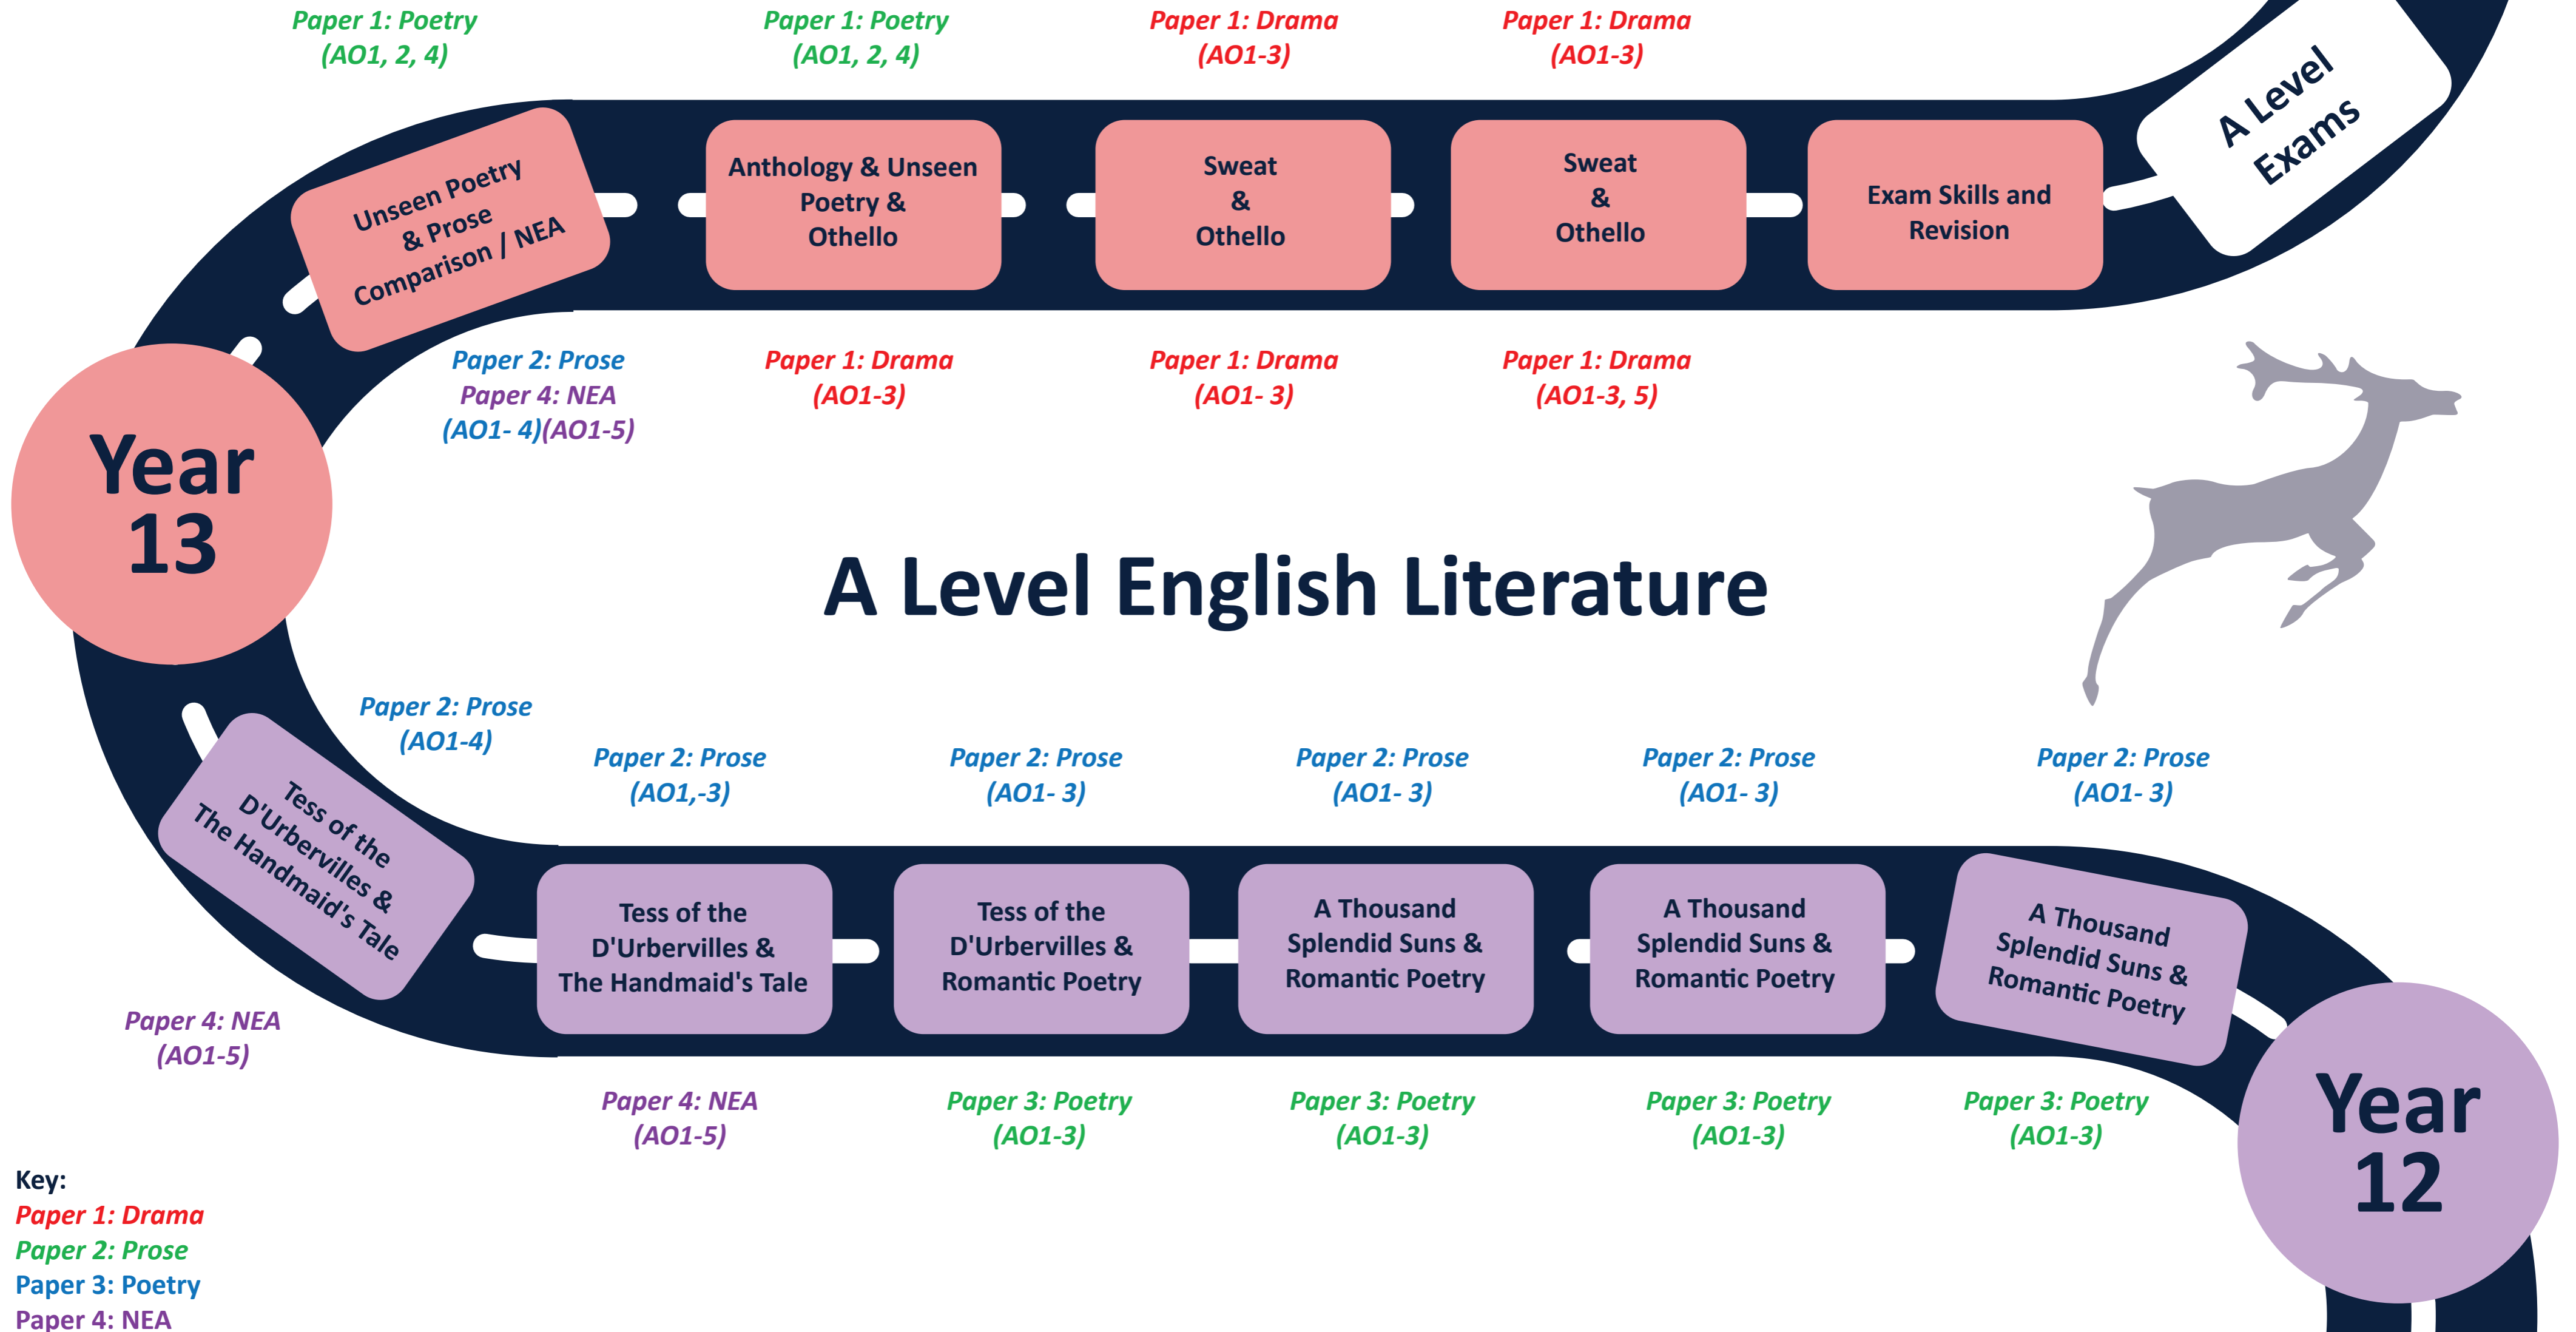 Paper 1: Poetry
(AO1, 2, 4)
Paper 1: Poetry
(AO1, 2, 4)
Paper 1: Drama
(AO1-3)
Paper 1: Drama
(AO1-3)
A Level
Exams
Unseen Poetry
& Prose
Comparison / NEA
Anthology & Unseen
Poetry &
Othello
Sweat
&
Othello
Sweat
&
Othello
Exam Skills and
Revision
Paper 2: Prose
Paper 4: NEA
(AO1- 4)(AO1-5)
Paper 1: Drama
(AO1-3)
Paper 1: Drama
(AO1- 3)
Paper 1: Drama
(AO1-3, 5)
Year
13
A Level English Literature
Paper 2: Prose
(AO1-4)
Paper 2: Prose
(AO1,-3)
Paper 2: Prose
(AO1- 3)
Paper 2: Prose
(AO1- 3)
Paper 2: Prose
(AO1- 3)
Paper 2: Prose
(AO1- 3)
Tess of the
D'Urbervilles &
The Handmaid's Tale
Tess of the
D'Urbervilles &
The Handmaid's Tale
Tess of the
D'Urbervilles &
Romantic Poetry
A Thousand
Splendid Suns &
Romantic Poetry
A Thousand
Splendid Suns &
Romantic Poetry
A Thousand
Splendid Suns &
Romantic Poetry
Paper 4: NEA
(AO1-5)
Paper 4: NEA
(AO1-5)
Paper 3: Poetry
(AO1-3)
Paper 3: Poetry
(AO1-3)
Paper 3: Poetry
(AO1-3)
Paper 3: Poetry
(AO1-3)
Year
12
Key:
Paper 1: Drama
Paper 2: Prose
Paper 3: Poetry
Paper 4: NEA